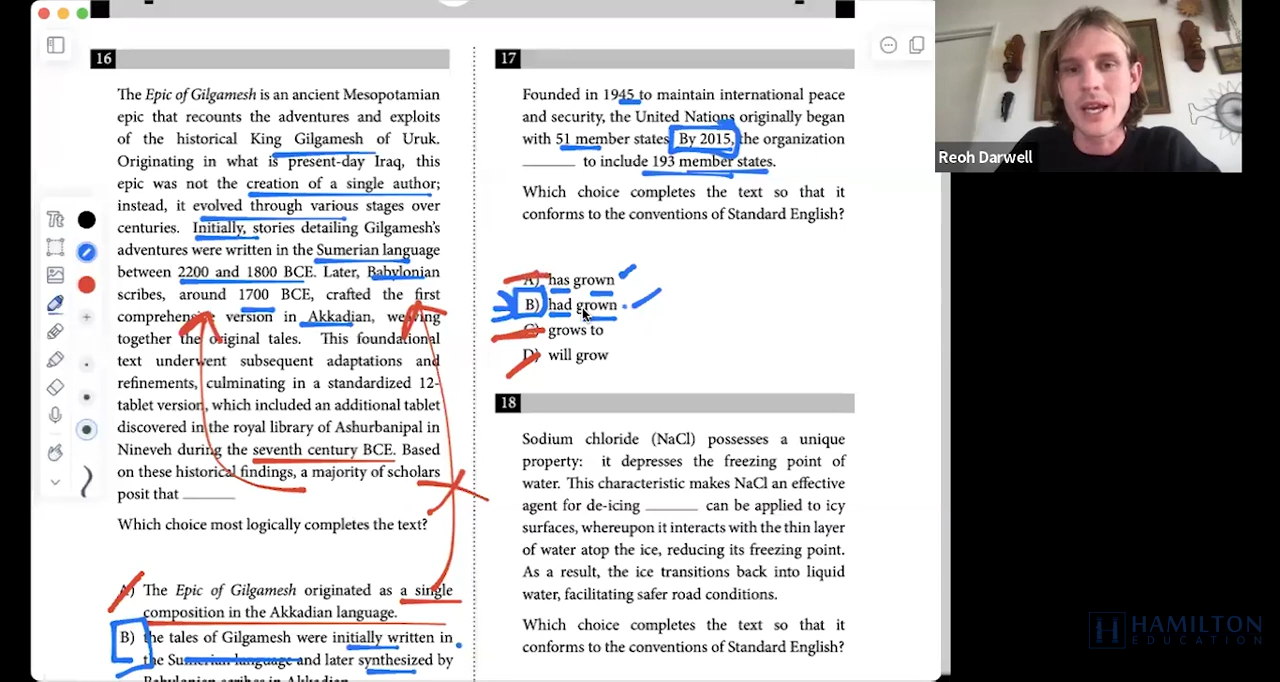 16
The Epic of Gilgamesh is an ancient Mesopotamian
epic that recounts the adventures and exploits
of the historical King Gilgamesh of Uruk.
Originating in what is present-day Iraq, this
epic was not the creation of a single author;
instead, it evolved through various stages over
centuries. Initially, stories detailing Gilgamesh's
adventures were written in the Sumerian language
between 2200 and 1800 BCE. Later, Babylonian
scribes, around 1700 BCE, crafted the first
comprehensive version in Akkadian, weaving
together the original tales. This foundational
text underwent subsequent adaptations and
refinements, culminating in a standardized 12-
tablet version, which included an additional tablet
discovered in the royal library of Ashurbanipal in
Nineveh during the seventh century BCE. Based
on these historical findings, a majority of scholars
posit that ______
Which choice most logically completes the text?
A) The Epic of Gilgamesh originated as a single
composition in the Akkadian language.
B) the tales of Gilgamesh were initially written in
the Sumerian language and later synthesized by
Babylonian scribes in Akkadian.
17
Founded in 1945 to maintain international peace
and security, the United Nations originally began
with 51 member states. By 2015, the organization
______ to include 193 member states.
Which choice completes the text so that it
conforms to the conventions of Standard English?
A) has grown
B) had grown
C) grows to
D) will grow
18
Sodium chloride (NaCl) possesses a unique
property: it depresses the freezing point of
water. This characteristic makes NaCl an effective
agent for de-icing ______ can be applied to icy
surfaces, whereupon it interacts with the thin layer
of water atop the ice, reducing its freezing point.
As a result, the ice transitions back into liquid
water, facilitating safer road conditions.
Which choice completes the text so that it
conforms to the conventions of Standard English?
Reoh Darwell
HAMILTON
EDUCATION
Tt